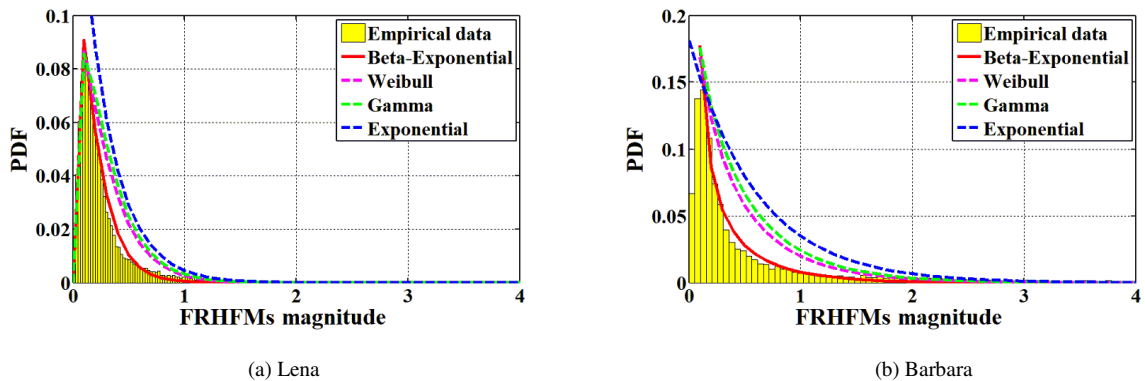 0.1
0.08
0.06
0.04
0.02
0
PDF
0 1 2 3 4
FRHFMs magnitude
Empirical data
Beta-Exponential
Weibull
Gamma
Exponential
(a) Lena
0.2
0.15
0.1
0.05
0
PDF
0 1 2 3 4
FRHFMs magnitude
Empirical data
Beta-Exponential
Weibull
Gamma
Exponential
(b) Barbara